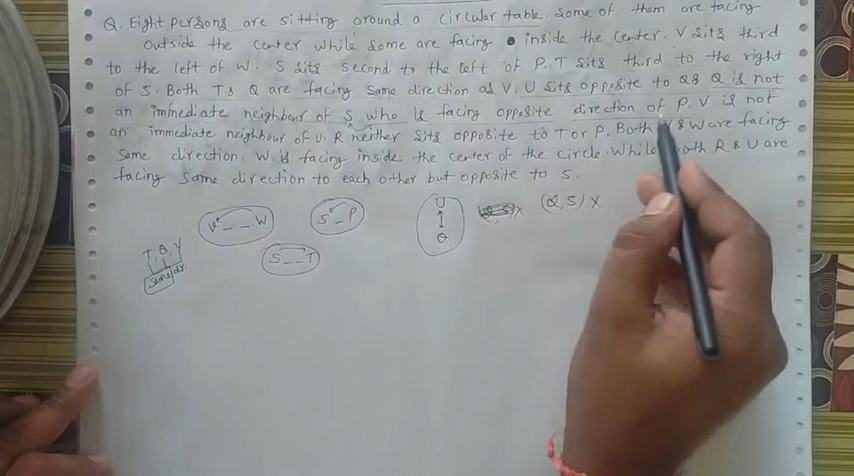 Q. Eight persons are sitting around a circular table. Some of them are facing
outside the center while some are facing inside the center. V sits third
to the left of W. S sits second to the left of P. T sits third to the right
of S. Both T & Q are facing same direction as V. U sits opposite to Q & Q is not
an immediate neighbour of S who is facing opposite direction of P. V is not
an immediate neighbour of U. R neither sits opposite to T or P. Both & W are facing
same direction. W is facing inside the center of the circle. While both R & U are
facing same direction to each other but opposite to S.
V _ _ W S _ P U (Q, S) X
Q
T, Q, V S _ _ T
Same dir.